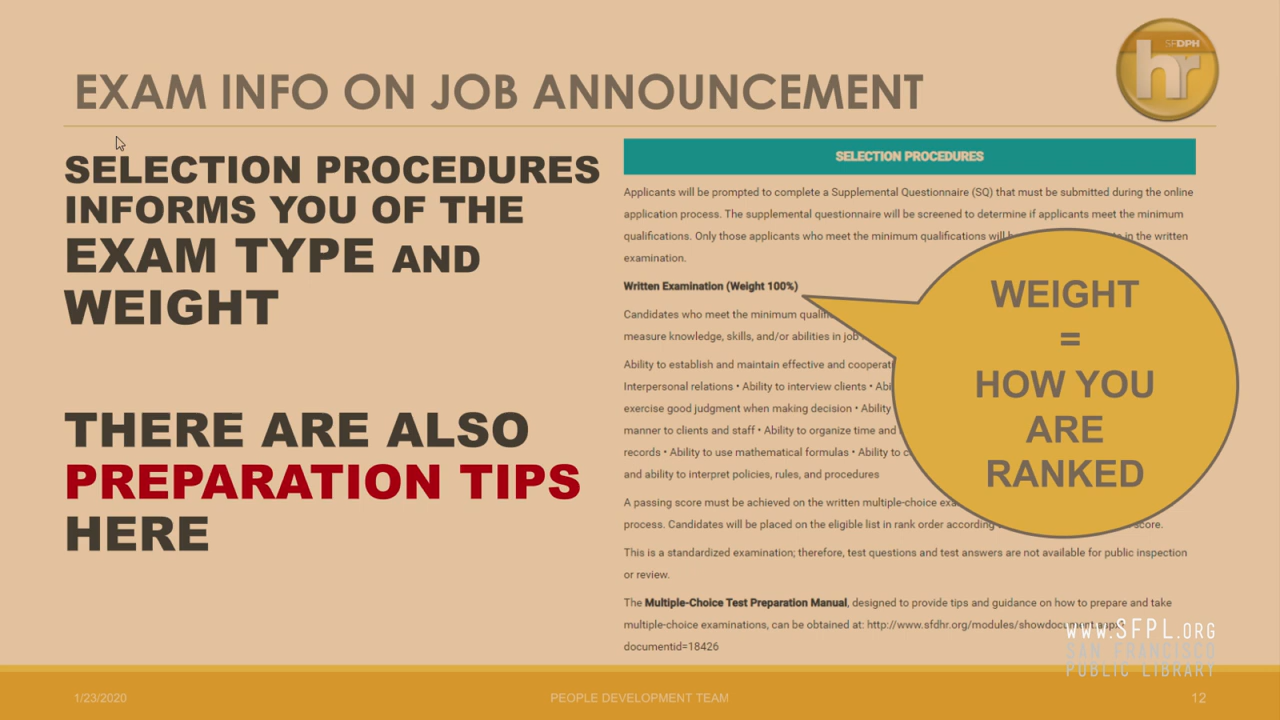 SFDPH
hr
EXAM INFO ON JOB ANNOUNCEMENT
SELECTION PROCEDURES
INFORMS YOU OF THE
EXAM TYPE AND
WEIGHT
THERE ARE ALSO
PREPARATION TIPS
HERE
SELECTION PROCEDURES
Applicants will be prompted to complete a Supplemental Questionnaire (SQ) that must be submitted during the online
application process. The supplemental questionnaire will be screened to determine if applicants meet the minimum
qualifications. Only those applicants who meet the minimum qualifications will in the written
examination.
Written Examination (Weight 100%)
Candidates who meet the minimum
measure knowledge, skills, and/or abilities in job
Ability to establish and maintain effective and
Interpersonal relations • Ability to interview clients •
exercise good judgment when making decision • Ability
manner to clients and staff • Ability to organize time and
records • Ability to use mathematical formulas • Ability to
and ability to interpret policies, rules, and procedures
A passing score must be achieved on the written multiple-choice
process. Candidates will be placed on the eligible list in rank order score.
This is a standardized examination; therefore, test questions and test answers are not available for public inspection
or review.
The Multiple-Choice Test Preparation Manual, designed to provide tips and guidance on how to prepare and take
multiple-choice examinations, can be obtained at: http://www.sfdhr.org/modules/showdocument.aspx?
documentid=18426
WEIGHT
=
HOW YOU
ARE
RANKED
WWW.SFPL.ORG
SAN FRANCISCO
PUBLIC LIBRARY
1/23/2020
PEOPLE DEVELOPMENT TEAM
12